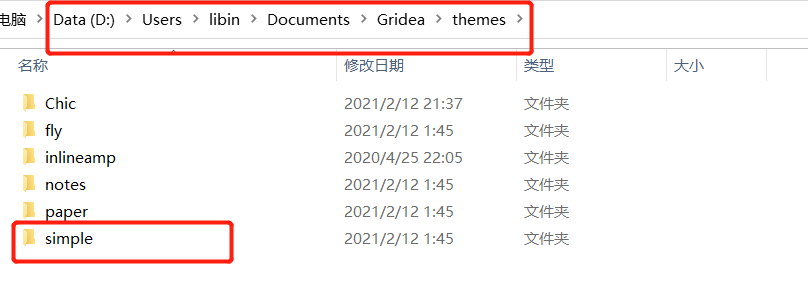 电脑 > Data (D:) > Users > libin > Documents > Gridea > themes >
名称 修改日期 类型 大小
Chic 2021/2/12 21:37 文件夹
fly 2021/2/12 1:45 文件夹
inlineamp 2020/4/25 22:05 文件夹
notes 2021/2/12 1:45 文件夹
paper 2021/2/12 1:45 文件夹
simple 2021/2/12 1:45 文件夹